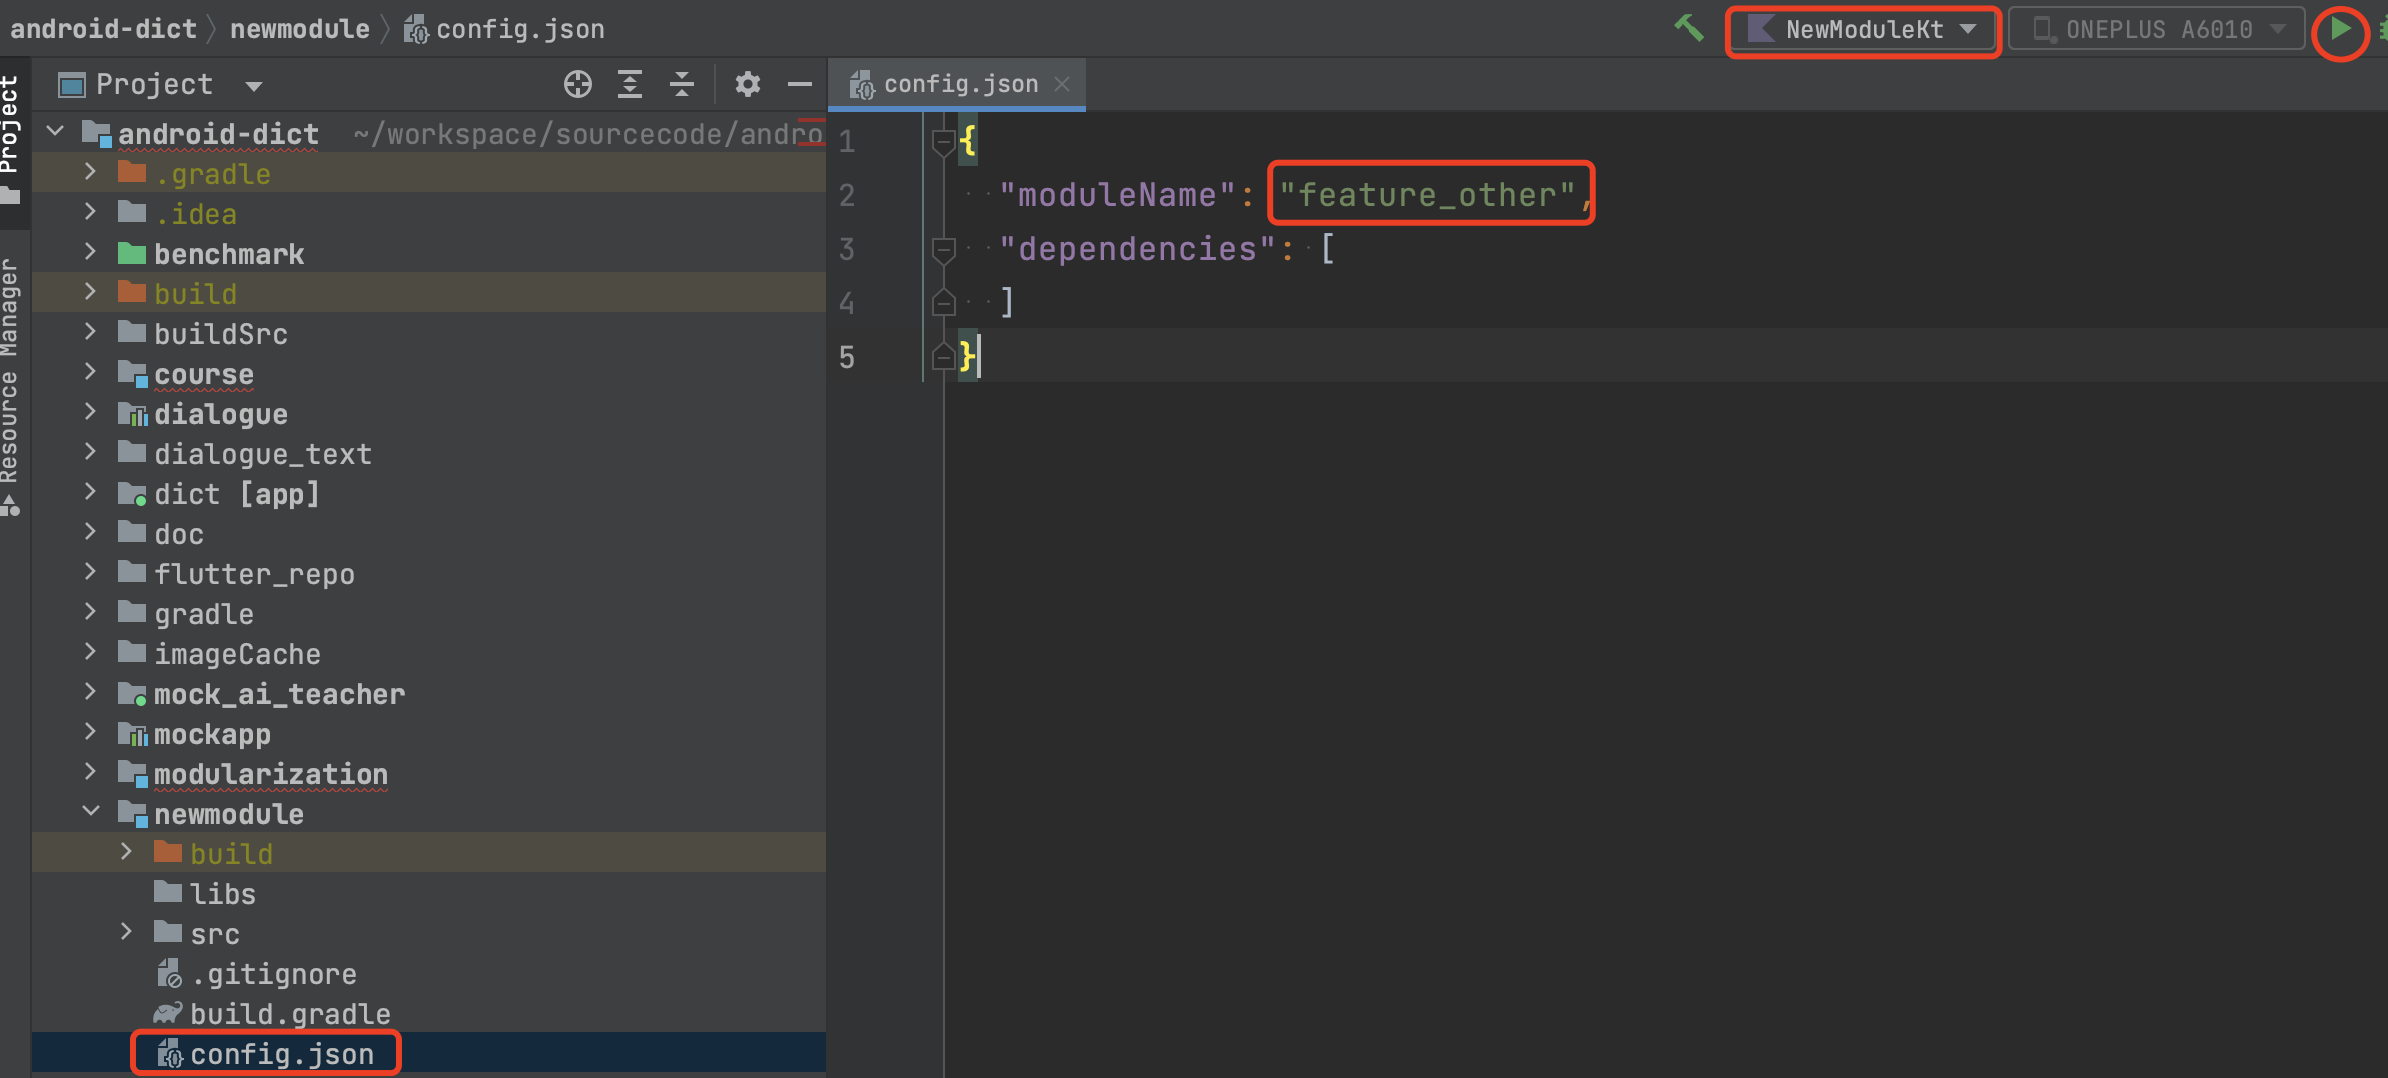 android-dict newmodule config.json
NewModuleKt
ONEPLUS A6010
Project
config.json
Project
Resource Manager
android-dict ~/workspace/sourcecode/andro
.gradle
.idea
benchmark
build
buildSrc
course
dialogue
dialogue_text
dict [app]
doc
flutter_repo
gradle
imageCache
mock_ai_teacher
mockapp
modularization
newmodule
build
libs
src
.gitignore
build.gradle
config.json
1 {
2 "moduleName": "feature_other",
3 "dependencies": [
4 ]
5 }